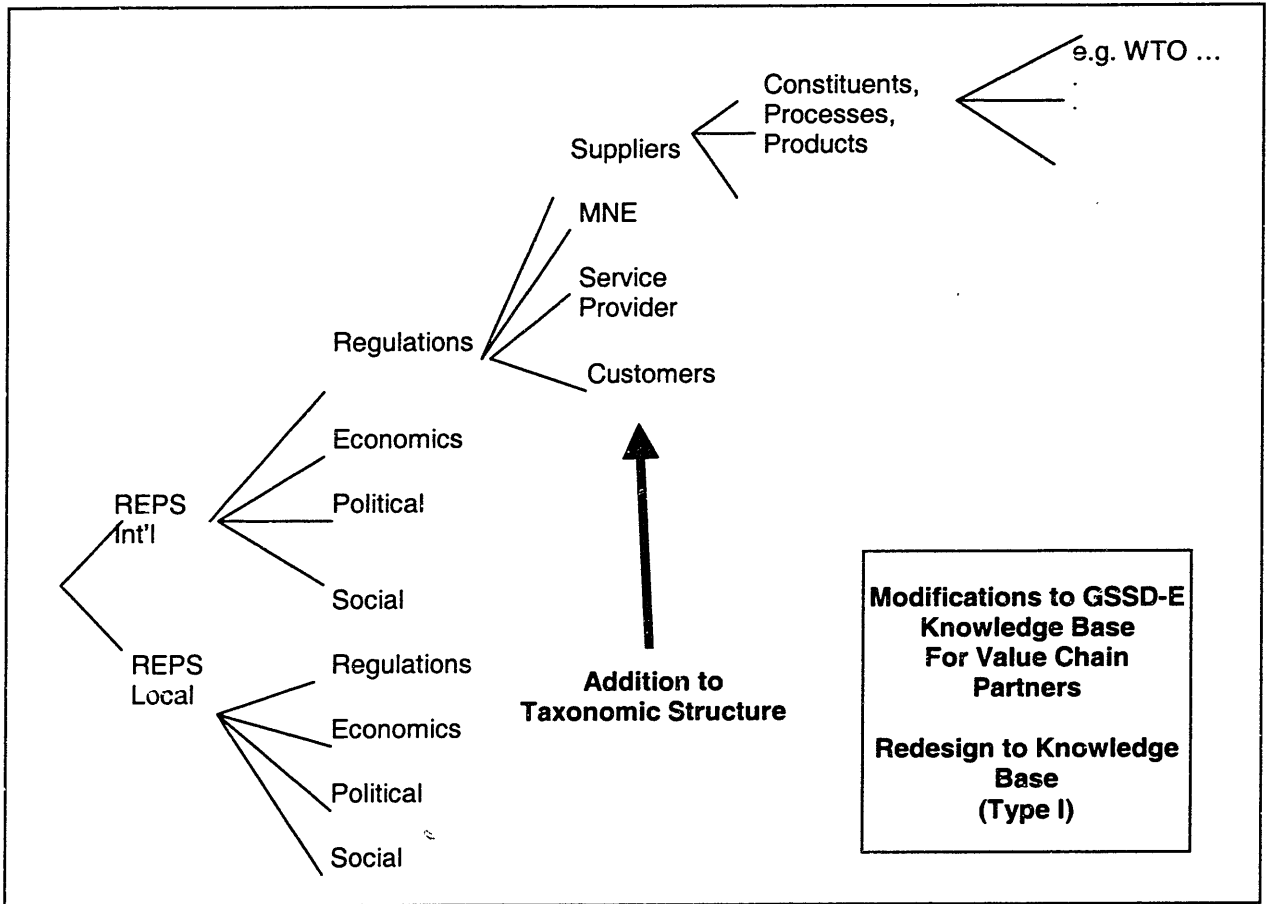 e.g. WTO ...
:
Constituents,
Processes,
Products
Suppliers
MNE
Service
Provider
Regulations
Customers
Economics
REPS
Int'l
Political
Social
REPS
Local
Regulations
Economics
Political
Social
Addition to
Taxonomic Structure
Modifications to GSSD-E
Knowledge Base
For Value Chain
Partners
Redesign to Knowledge
Base
(Type I)